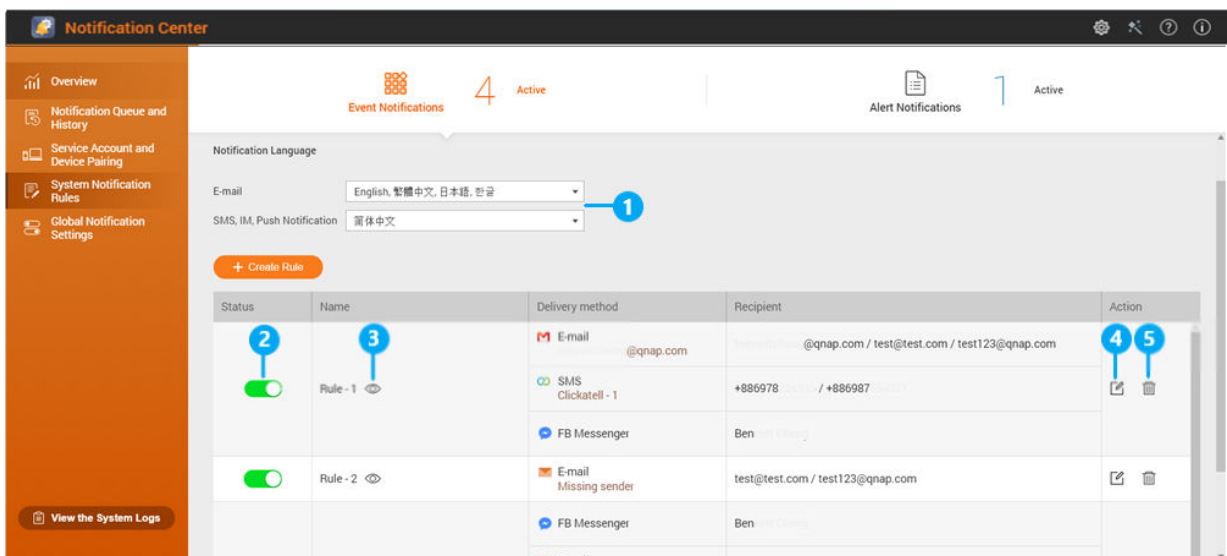 Notification Center
Overview
Notification Queue and
History
Service Account and
Device Pairing
System Notification
Rules
Global Notification
Settings
View the System Logs
Event Notifications
4
Active
Alert Notifications
1
Active
Notification Language
E-mail
English, 繁體中文, 日本語, 한글
1
SMS, IM, Push Notification
简体中文
+ Create Rule
Status
Name
Delivery method
Recipient
Action
2
3
4
5
Rule - 1
E-mail
@qnap.com
@qnap.com / test@test.com / test123@qnap.com
SMS
Clickatell - 1
+886978 / +886987
FB Messenger
Ben
Rule - 2
E-mail
Missing sender
test@test.com / test123@qnap.com
FB Messenger
Ben